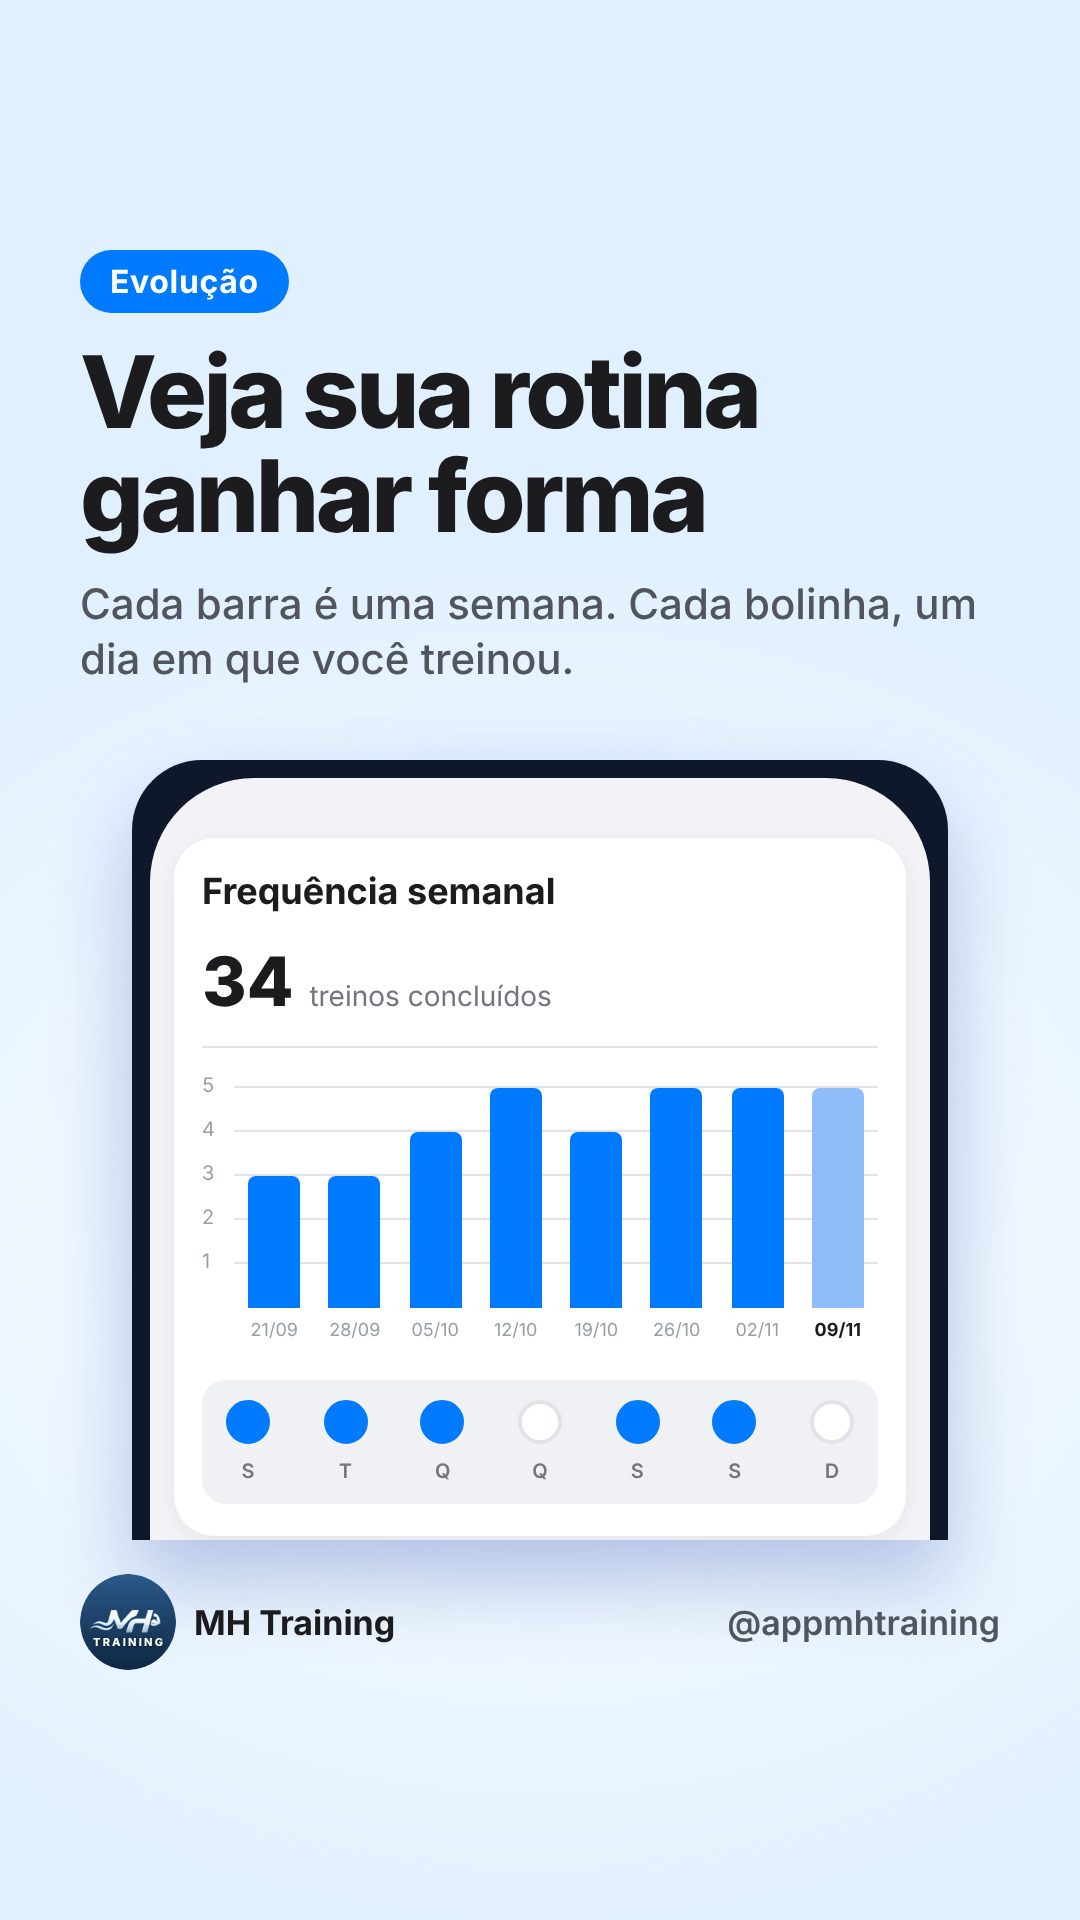 Evolução
Veja sua rotina
ganhar forma
Cada barra é uma semana. Cada bolinha, um
dia em que você treinou.
Frequência semanal
34 treinos concluídos
5
4
3
2
1
21/09 28/09 05/10 12/10 19/10 26/10 02/11 09/11
S T Q Q S S D
MH
TRAINING
MH Training
@appmhtraining